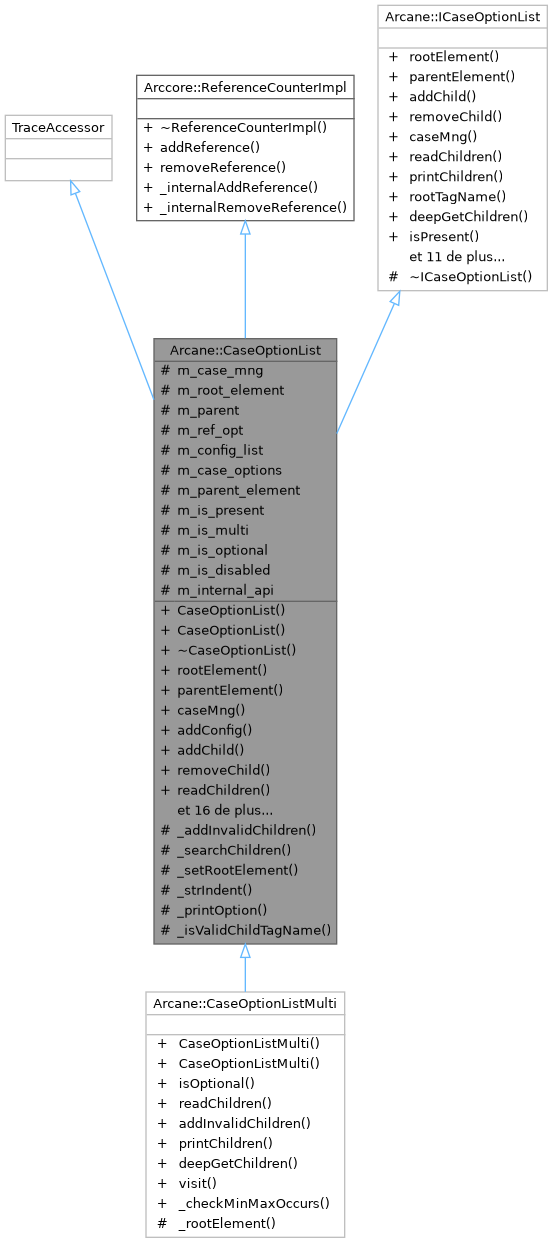 Arcane::ICaseOptionList
+ rootElement()
+ parentElement()
+ addChild()
+ removeChild()
+ caseMng()
+ readChildren()
+ printChildren()
+ rootTagName()
+ deepGetChildren()
+ isPresent()
et 11 de plus...
# ~ICaseOptionList()
Arccore::ReferenceCounterImpl
+ ~ReferenceCounterImpl()
+ addReference()
+ removeReference()
+ _internalAddReference()
+ _internalRemoveReference()
TraceAccessor
Arcane::CaseOptionList
# m_case_mng
# m_root_element
# m_parent
# m_ref_opt
# m_config_list
# m_case_options
# m_parent_element
# m_is_present
# m_is_multi
# m_is_optional
# m_is_disabled
# m_internal_api
+ CaseOptionList()
+ CaseOptionList()
+ ~CaseOptionList()
+ rootElement()
+ parentElement()
+ caseMng()
+ addConfig()
+ addChild()
+ removeChild()
+ readChildren()
et 16 de plus...
# _addInvalidChildren()
# _searchChildren()
# _setRootElement()
# _strIndent()
# _printOption()
# _isValidChildTagName()
Arcane::CaseOptionListMulti
+ CaseOptionListMulti()
+ CaseOptionListMulti()
+ isOptional()
+ readChildren()
+ addInvalidChildren()
+ printChildren()
+ deepGetChildren()
+ visit()
+ _checkMinMaxOccurs()
# _rootElement()